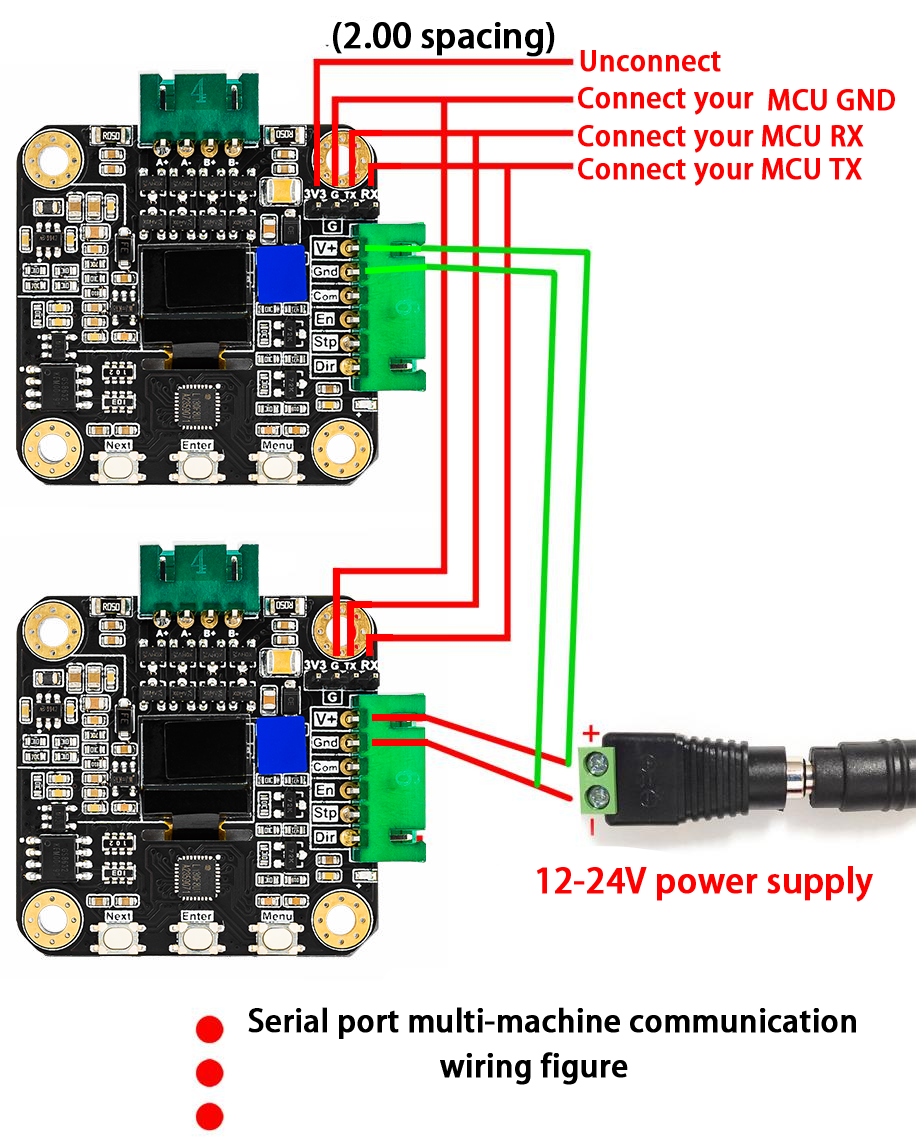 (2.00 spacing)
Unconnect
Connect your MCU GND
Connect your MCU RX
Connect your MCU TX
4
R050
R050
A+ A- B+ B-
3V3 G TX RX
G
V+
Gnd
Com
En
Stp
Dir
6
Next Enter Menu
4
R050
R050
A+ A- B+ B-
3V3 G TX RX
G
V+
Gnd
Com
En
Stp
Dir
6
Next Enter Menu
+
-
12-24V power supply
Serial port multi-machine communication
wiring figure